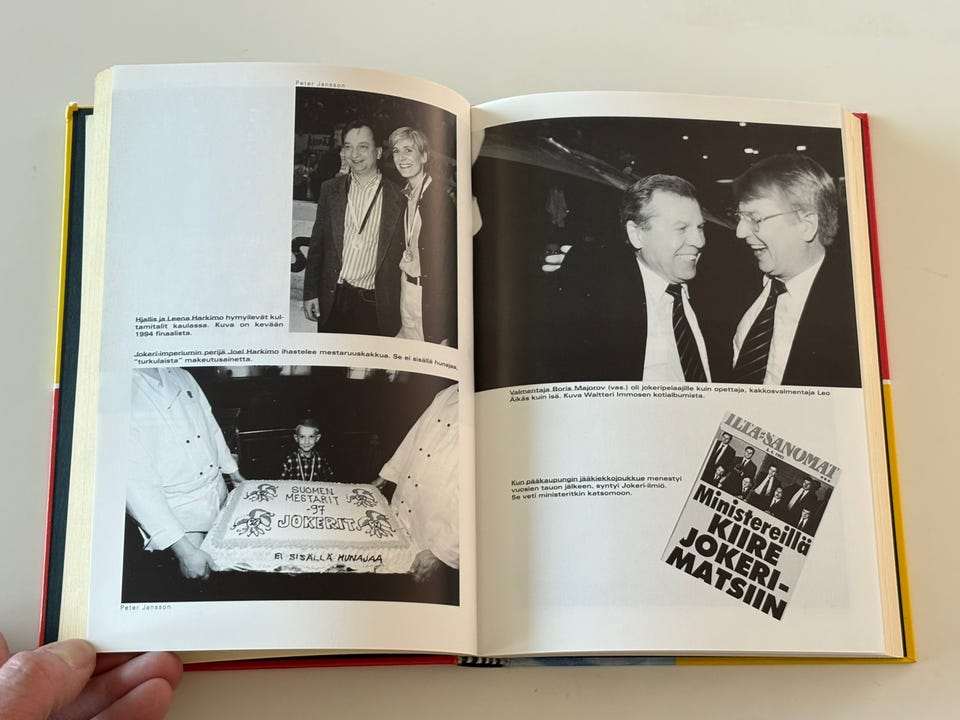 Peter Jansson
Hjallis ja Leena Harkimo hymyilevät kul-
tamitalit kaulassa. Kuva on kevään
1994 finaalista.
Jokeri-imperiumin perijä Joel Harkimo ihastelee mestaruuskakkua. Se ei sisällä hunajaa,
"turkulaista" makeutusainetta.
SUOMEN
MESTARIT
-97
JOKERIT
EI SISÄLLÄ HUNAJAA
Peter Jansson
Valmentaja Boris Majorov (vas.) oli jokeripelaajille kuin opettaja, kakkosvalmentaja Leo
Äikäs kuin isä. Kuva Waltteri Immosen kotialbumista.
Kun pääkaupungin jääkiekkojoukkue menestyi
vuosien tauon jälkeen, syntyi Jokeri-ilmiö.
Se veti ministeritkin katsomoon.
ILTA-SANOMAT
Ministereillä
KIIRE
JOKERI-
MATSIIN